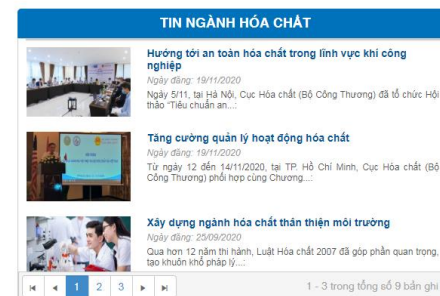 TIN NGÀNH HÓA CHẤT
Hướng tới an toàn hóa chất trong lĩnh vực khí công
nghiệp
Ngày đăng: 19/11/2020
Ngày 5/11, tại Hà Nội, Cục Hóa chất (Bộ Công Thương) đã tổ chức Hội
thảo "Tiêu chuẩn an...:
Tăng cường quản lý hoạt động hóa chất
Ngày đăng: 19/11/2020
Từ ngày 12 đến 14/11/2020, tại TP. Hồ Chí Minh, Cục Hóa chất (Bộ
Công Thương) phối hợp cùng Chương...:
Xây dựng ngành hóa chất thân thiện môi trường
Ngày đăng: 25/09/2020
Qua hơn 12 năm thi hành, Luật Hóa chất 2007 đã góp phần quan trọng,
tạo khuôn khổ pháp lý...:
1 2 3
1 - 3 trong tổng số 9 bản ghi